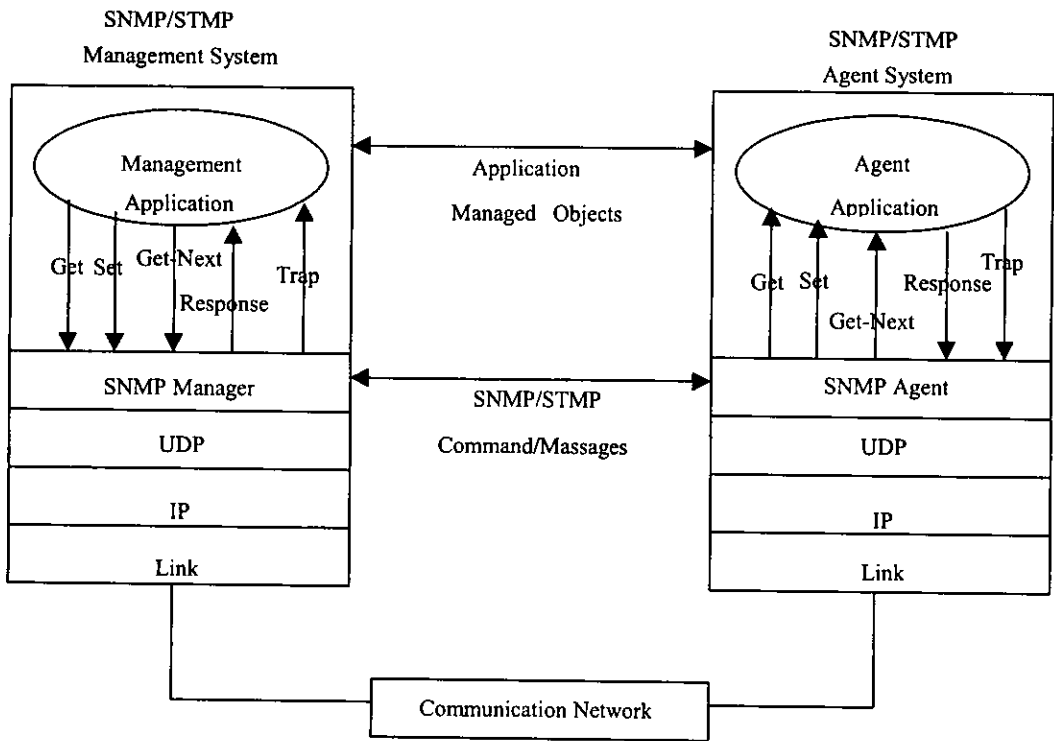 SNMP/STMP
Management System
SNMP/STMP
Agent System
Management
Application
Get
Set
Get-Next
Response
Trap
Application
Managed Objects
Agent
Application
Get
Set
Get-Next
Response
Trap
SNMP Manager
UDP
IP
Link
SNMP/STMP
Command/Massages
SNMP Agent
UDP
IP
Link
Communication Network